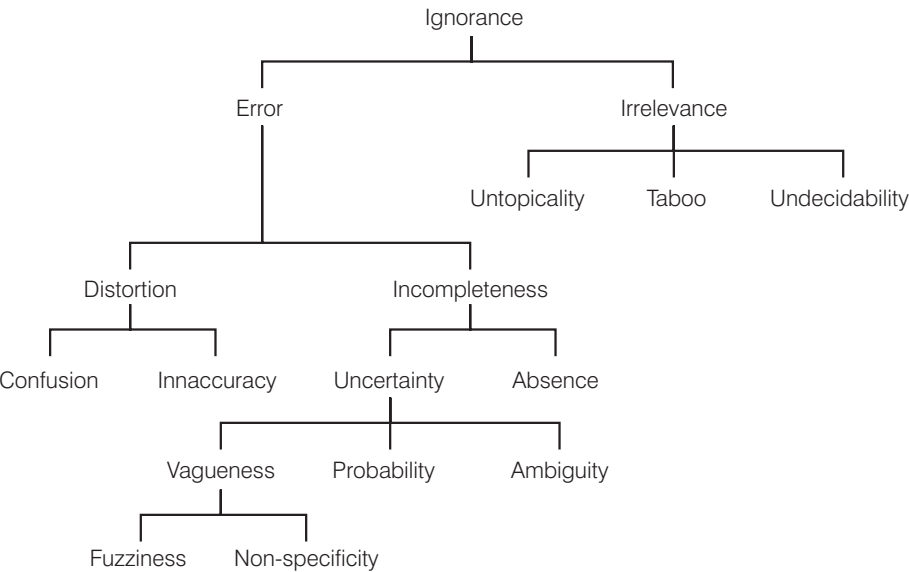 Ignorance
Error Irrelevance
Untopicality Taboo Undecidability
Distortion Incompleteness
Confusion Innaccuracy Uncertainty Absence
Vagueness Probability Ambiguity
Fuzziness Non-specificity